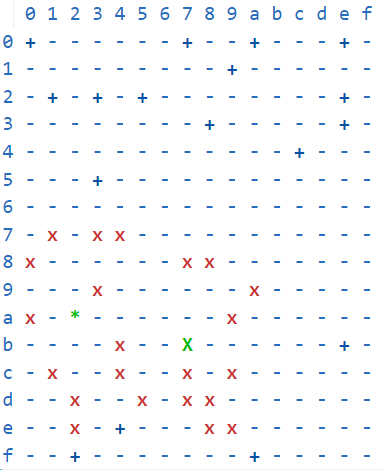 0 1 2 3 4 5 6 7 8 9 a b c d e f
0 + - - - - - - + - - + - - - + -
1 - - - - - - - - - + - - - - - -
2 - + - + - + - - - - - - - - + -
3 - - - - - - - - + - - - - - + -
4 - - - - - - - - - - - - + - - -
5 - - - + - - - - - - - - - - - -
6 - - - - - - - - - - - - - - - -
7 - x - x x - - - - - - - - - - -
8 x - - - - - - x x - - - - - - -
9 - - - x - - - - - - x - - - - -
a x - * - - - - - - x - - - - - -
b - - - - x - - X - - - - - - + -
c - x - - x - - x - x - - - - - -
d - - x - - x - x x - - - - - - -
e - - x - + - - - x x - - - - - -
f - - + - - - - - - - + - - - - -